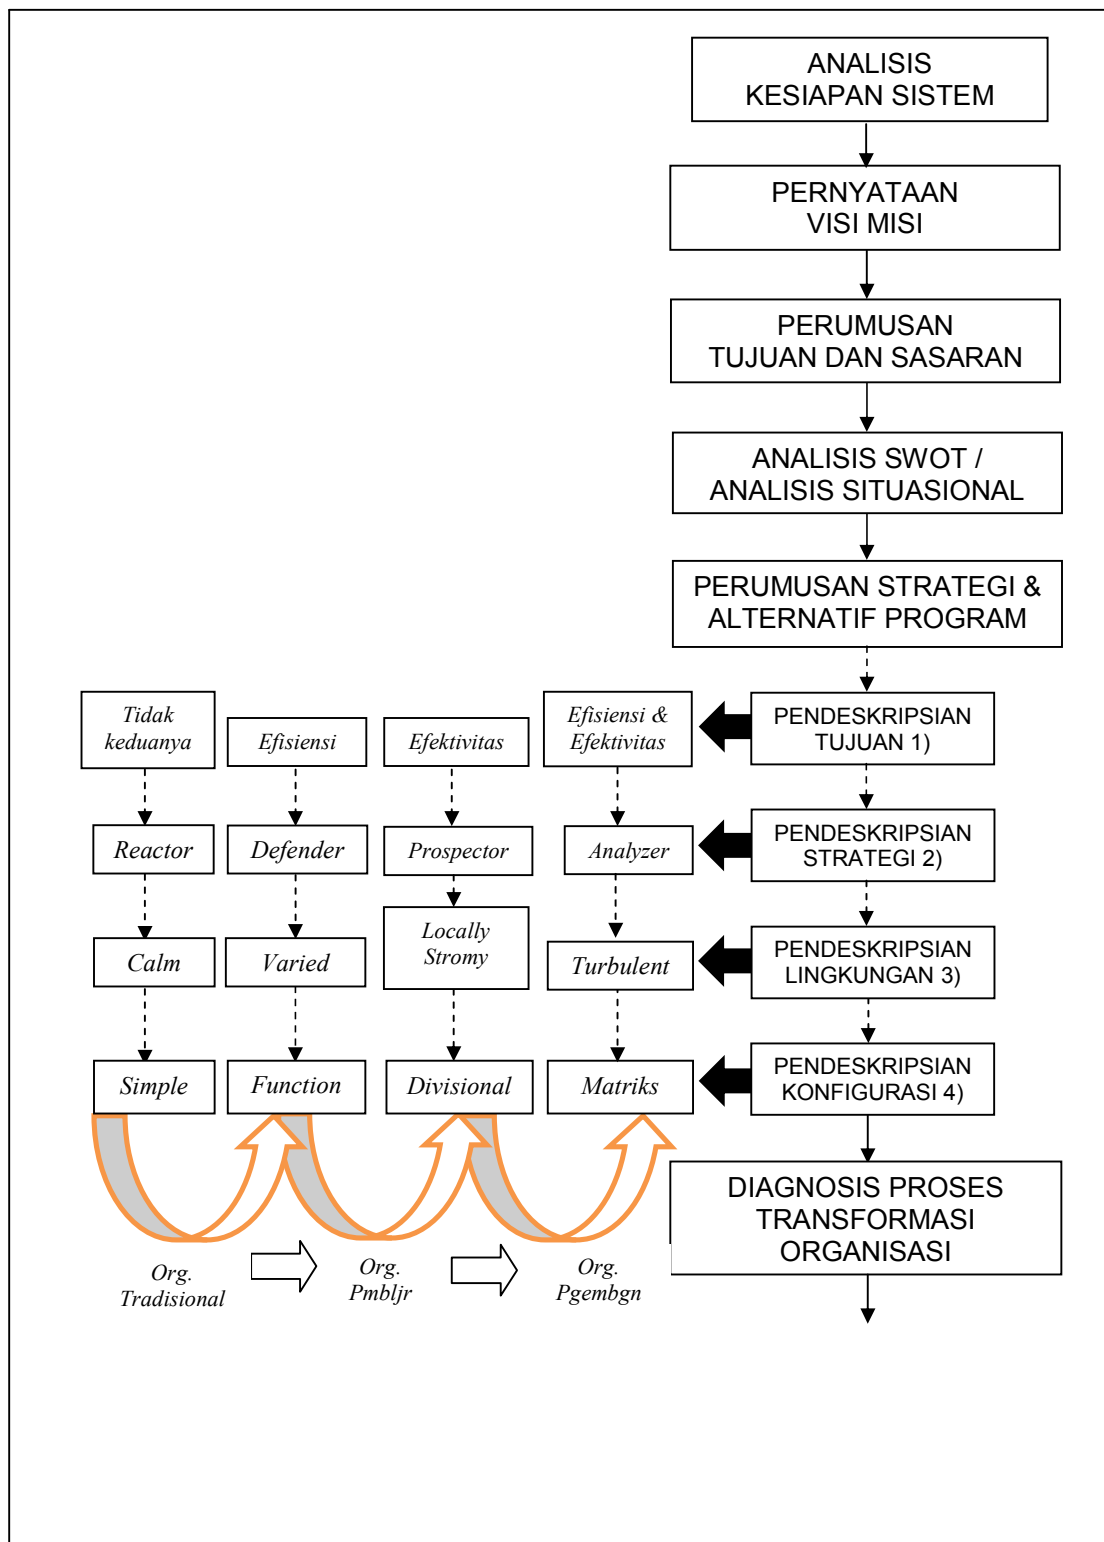 ANALISIS
KESIAPAN SISTEM
PERNYATAAN
VISI MISI
PERUMUSAN
TUJUAN DAN SASARAN
ANALISIS SWOT /
ANALISIS SITUASIONAL
PERUMUSAN STRATEGI &
ALTERNATIF PROGRAM
Tidak
keduanya
Efisiensi
Efektivitas
Efisiensi &
Efektivitas
PENDESKRIPSIAN
TUJUAN 1)
Reactor
Defender
Prospector
Analyzer
PENDESKRIPSIAN
STRATEGI 2)
Calm
Varied
Locally
Stromy
Turbulent
PENDESKRIPSIAN
LINGKUNGAN 3)
Simple
Function
Divisional
Matriks
PENDESKRIPSIAN
KONFIGURASI 4)
DIAGNOSIS PROSES
TRANSFORMASI
ORGANISASI
Org.
Tradisional
Org.
Pmbljr
Org.
Pgembgn